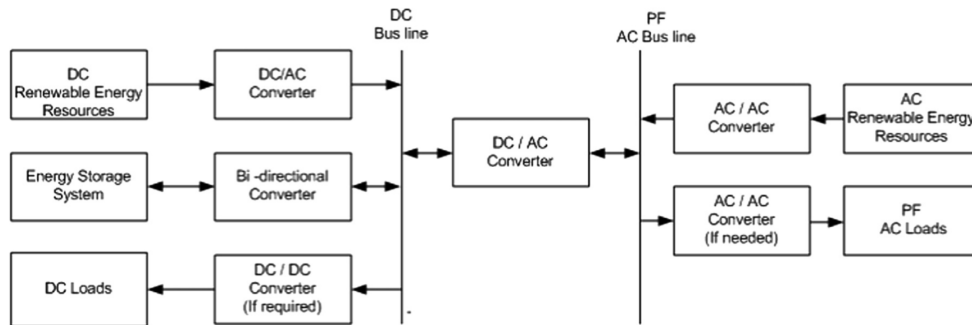 DC
Bus line
PF
AC Bus line
DC
Renewable Energy
Resources
DC/AC
Converter
DC / AC
Converter
AC / AC
Converter
AC
Renewable Energy
Resources
Energy Storage
System
Bi -directional
Converter
AC / AC
Converter
(If needed)
PF
AC Loads
DC Loads
DC / DC
Converter
(If required)